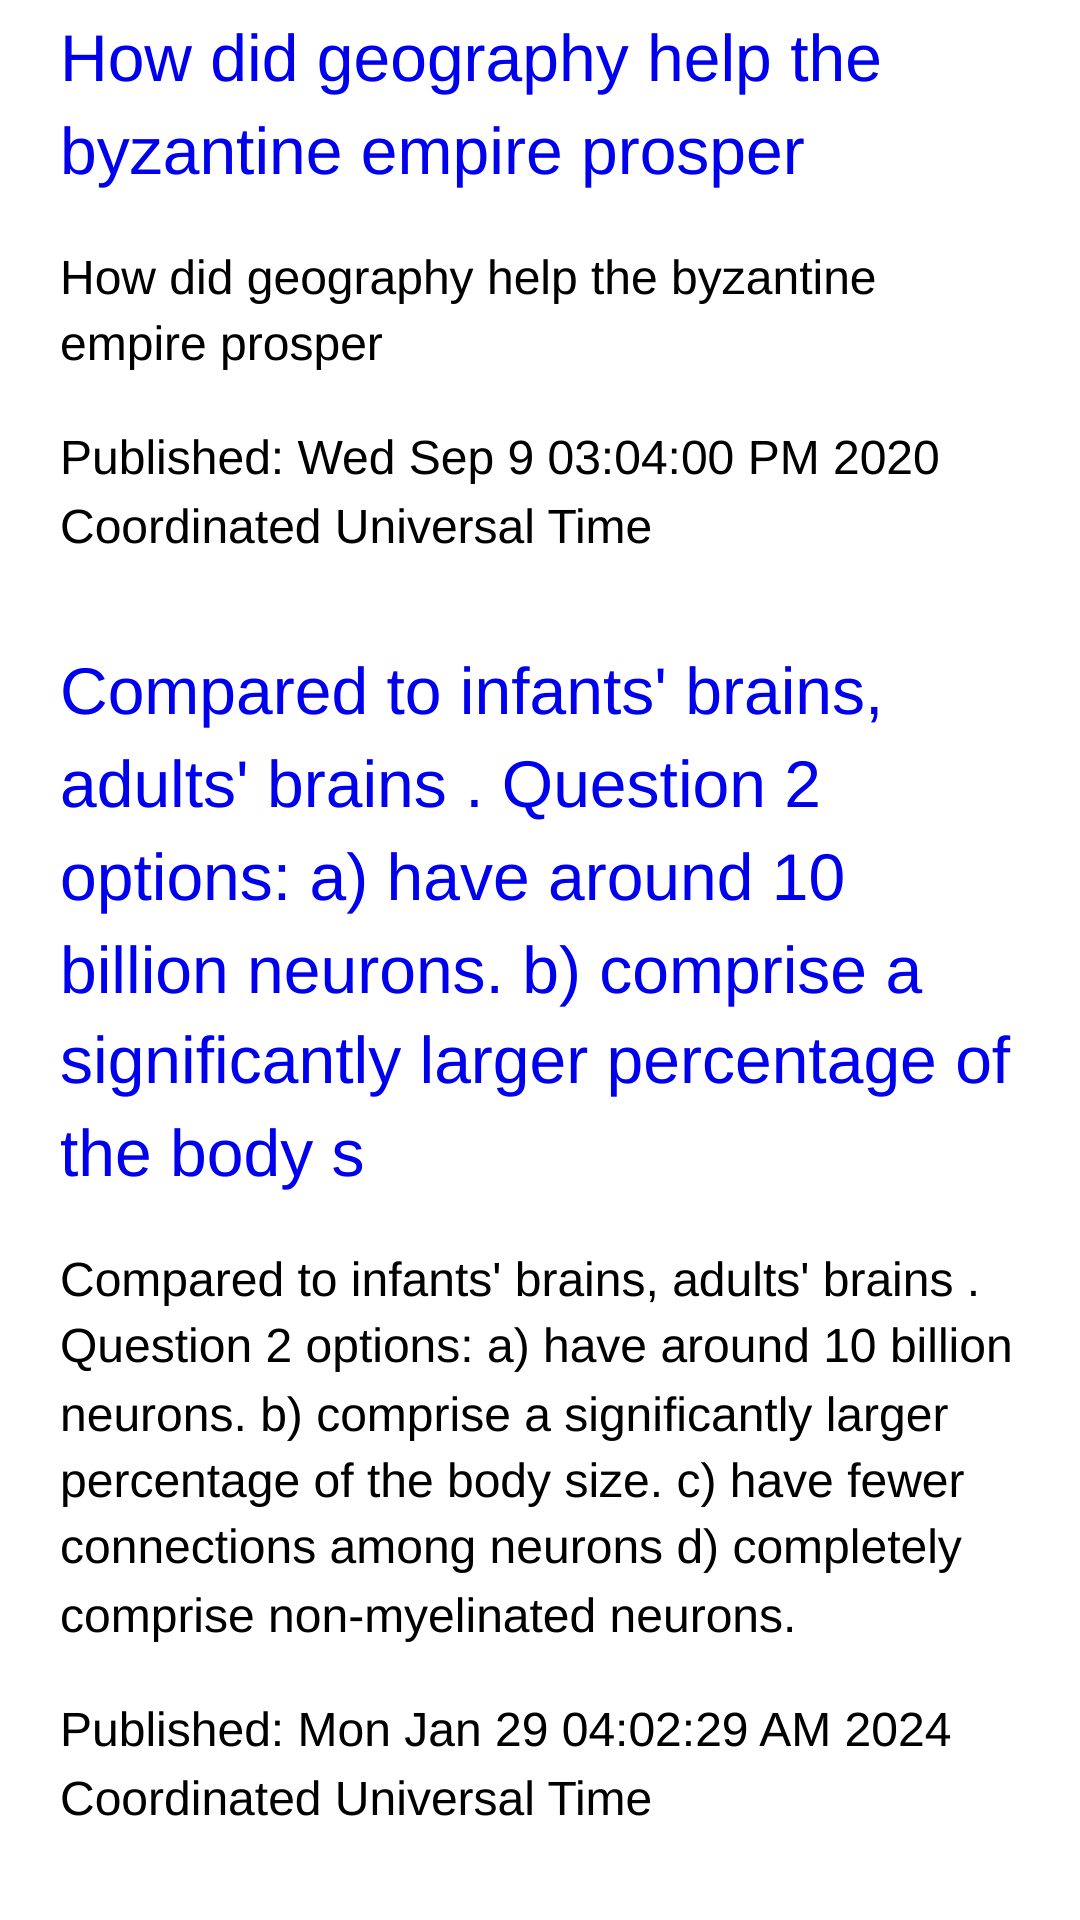 How did geography help the
byzantine empire prosper
How did geography help the byzantine
empire prosper
Published: Wed Sep 9 03:04:00 PM 2020
Coordinated Universal Time
Compared to infants' brains,
adults' brains . Question 2
options: a) have around 10
billion neurons. b) comprise a
significantly larger percentage of
the body s
Compared to infants' brains, adults' brains .
Question 2 options: a) have around 10 billion
neurons. b) comprise a significantly larger
percentage of the body size. c) have fewer
connections among neurons d) completely
comprise non-myelinated neurons.
Published: Mon Jan 29 04:02:29 AM 2024
Coordinated Universal Time